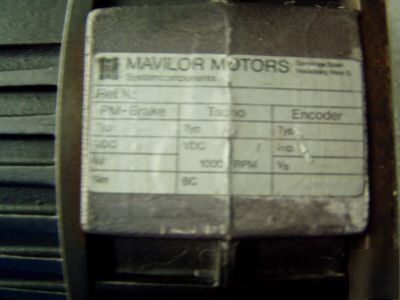 MAVILOR MOTORS
Systemcomponents
Ref.Nr.
PM-Brake Tacho Encoder
Typ Typ Typ
VDC VDC / Imp.
W 1000 RPM Vs
Nm BC